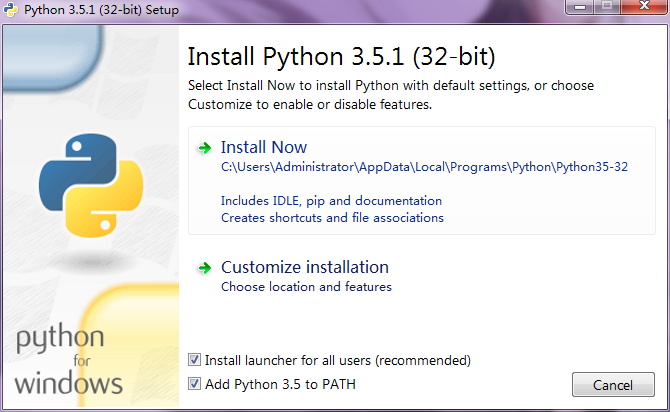 Python 3.5.1 (32-bit) Setup
Install Python 3.5.1 (32-bit)
Select Install Now to install Python with default settings, or choose
Customize to enable or disable features.
Install Now
C:\Users\Administrator\AppData\Local\Programs\Python\Python35-32
Includes IDLE, pip and documentation
Creates shortcuts and file associations
Customize installation
Choose location and features
python
for
windows
Install launcher for all users (recommended)
Add Python 3.5 to PATH
Cancel